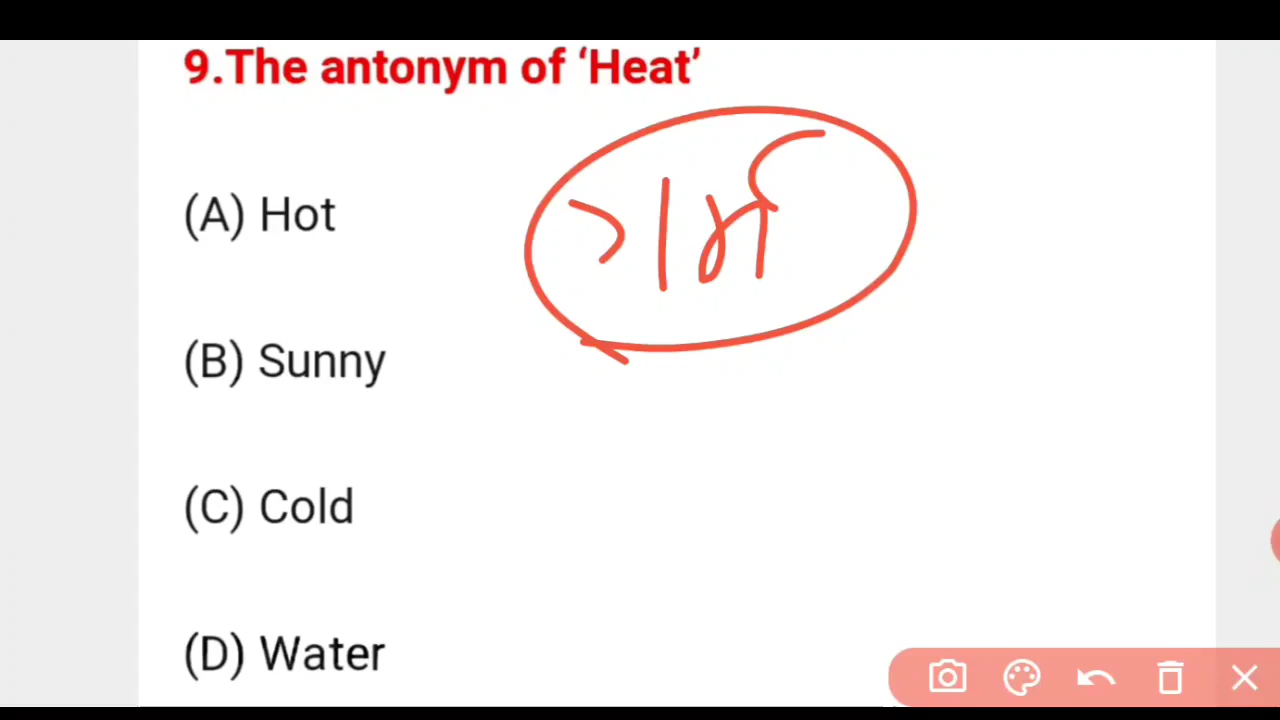 9.The antonym of ‘Heat’
गर्म
(A) Hot
(B) Sunny
(C) Cold
(D) Water